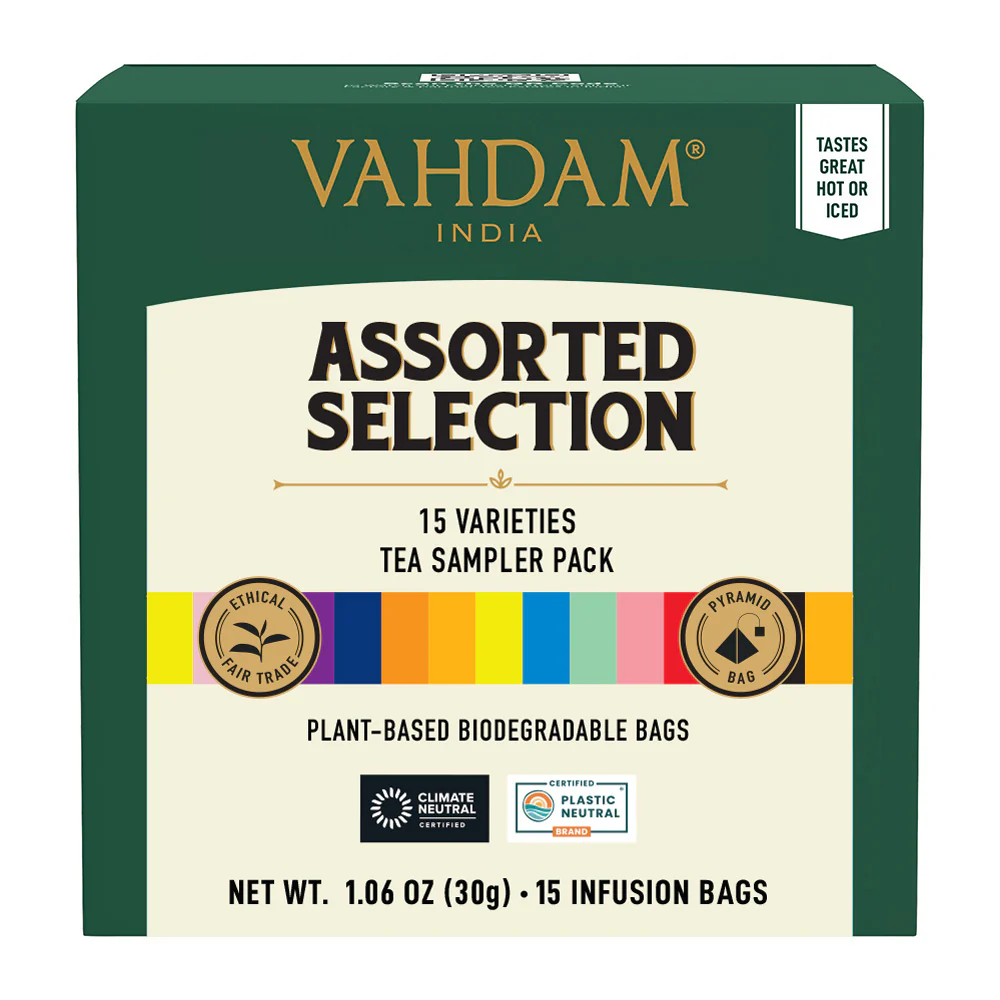 VAHDAM®
INDIA
TASTES
GREAT
HOT OR
ICED
ASSORTED
SELECTION
15 VARIETIES
TEA SAMPLER PACK
ETHICAL
FAIR TRADE
PYRAMID
BAG
PLANT-BASED BIODEGRADABLE BAGS
CLIMATE
NEUTRAL
CERTIFIED
CERTIFIED
PLASTIC
NEUTRAL
BRAND
NET WT. 1.06 OZ (30g) • 15 INFUSION BAGS